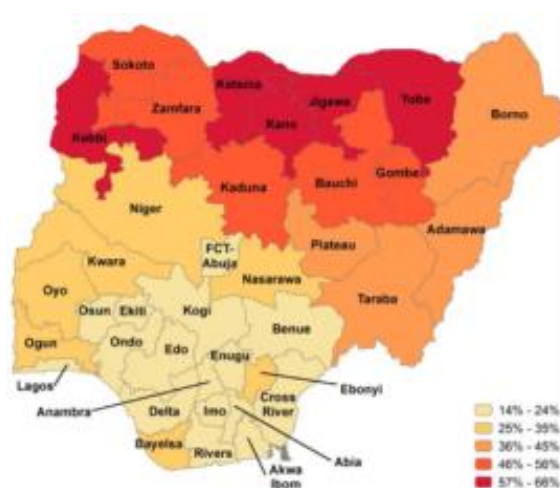 Sokoto
Katsina
Jigawa
Yobe
Zamfara
Kano
Borno
Kebbi
Kaduna
Bauchi
Gombe
Niger
Adamawa
FCT-
Abuja
Plateau
Kwara
Nasarawa
Oyo
Taraba
Osun
Ekiti
Kogi
Benue
Ogun
Ondo
Edo
Enugu
Lagos
Ebonyi
Anambra
Cross
River
Delta
Imo
Bayelsa
Rivers
Abia
Akwa
Ibom
14% - 24%
25% - 35%
36% - 45%
46% - 56%
57% - 66%